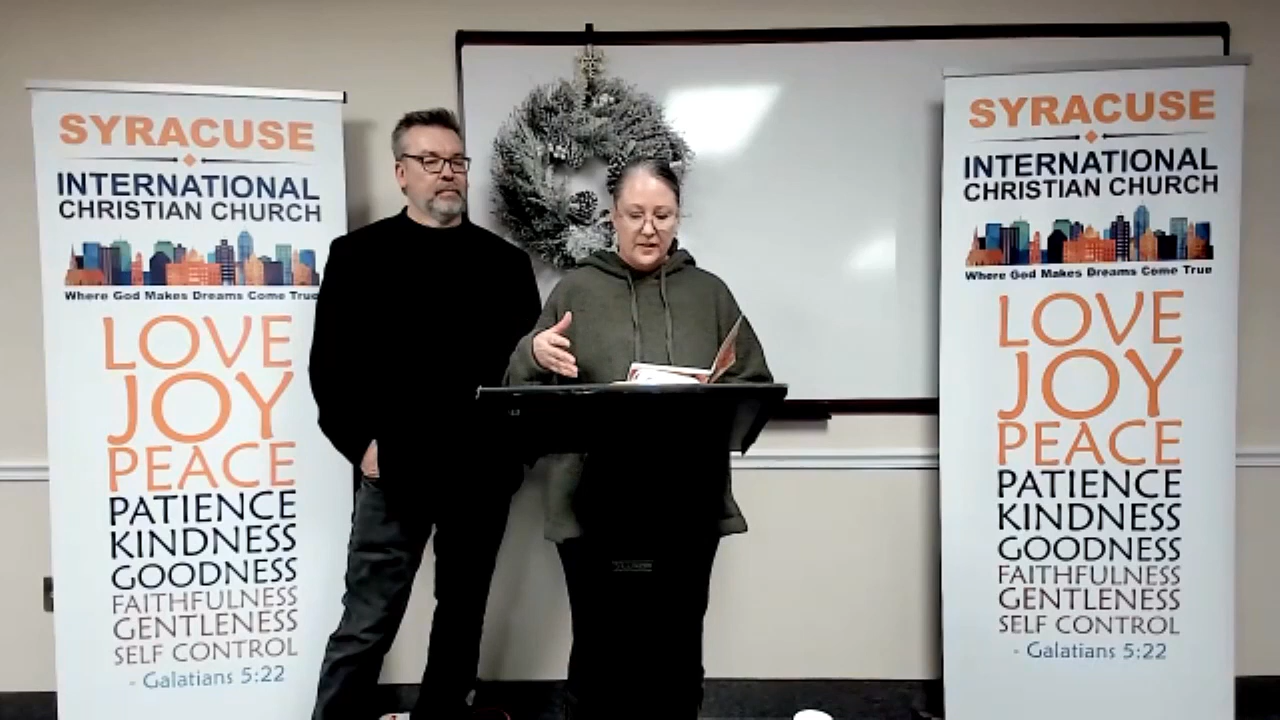 SYRACUSE
INTERNATIONAL
CHRISTIAN CHURCH
Where God Makes Dreams Come True
LOVE
JOY
PEACE
PATIENCE
KINDNESS
GOODNESS
FAITHFULNESS
GENTLENESS
SELF CONTROL
- Galatians 5:22
SYRACUSE
INTERNATIONAL
CHRISTIAN CHURCH
Where God Makes Dreams Come True
LOVE
JOY
PEACE
PATIENCE
KINDNESS
GOODNESS
FAITHFULNESS
GENTLENESS
SELF CONTROL
- Galatians 5:22